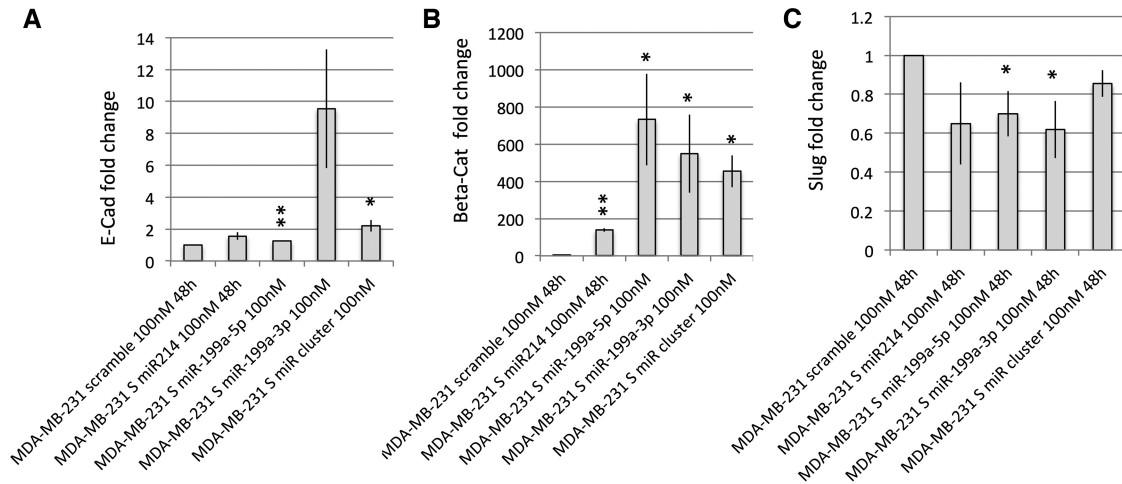 A
E-Cad fold change
14
12
10
8
6
4
2
0
**
*
MDA-MB-231 scramble 100nM 48h
MDA-MB-231 S miR214 100nM 48h
MDA-MB-231 S miR-199a-5p 100nM
MDA-MB-231 S miR-199a-3p 100nM
MDA-MB-231 S miR cluster 100nM
B
Beta-Cat fold change
1200
1000
800
600
400
200
0
**
*
*
*
MDA-MB-231 scramble 100nM 48h
MDA-MB-231 S miR214 100nM 48h
MDA-MB-231 S miR-199a-5p 100nM
MDA-MB-231 S miR-199a-3p 100nM
MDA-MB-231 S miR cluster 100nM
C
Slug fold change
1.2
1
0.8
0.6
0.4
0.2
0
*
*
MDA-MB-231 scramble 100nM 48h
MDA-MB-231 S miR214 100nM 48h
MDA-MB-231 S miR-199a-5p 100nM 48h
MDA-MB-231 S miR-199a-3p 100nM 48h
MDA-MB-231 S miR cluster 100nM 48h